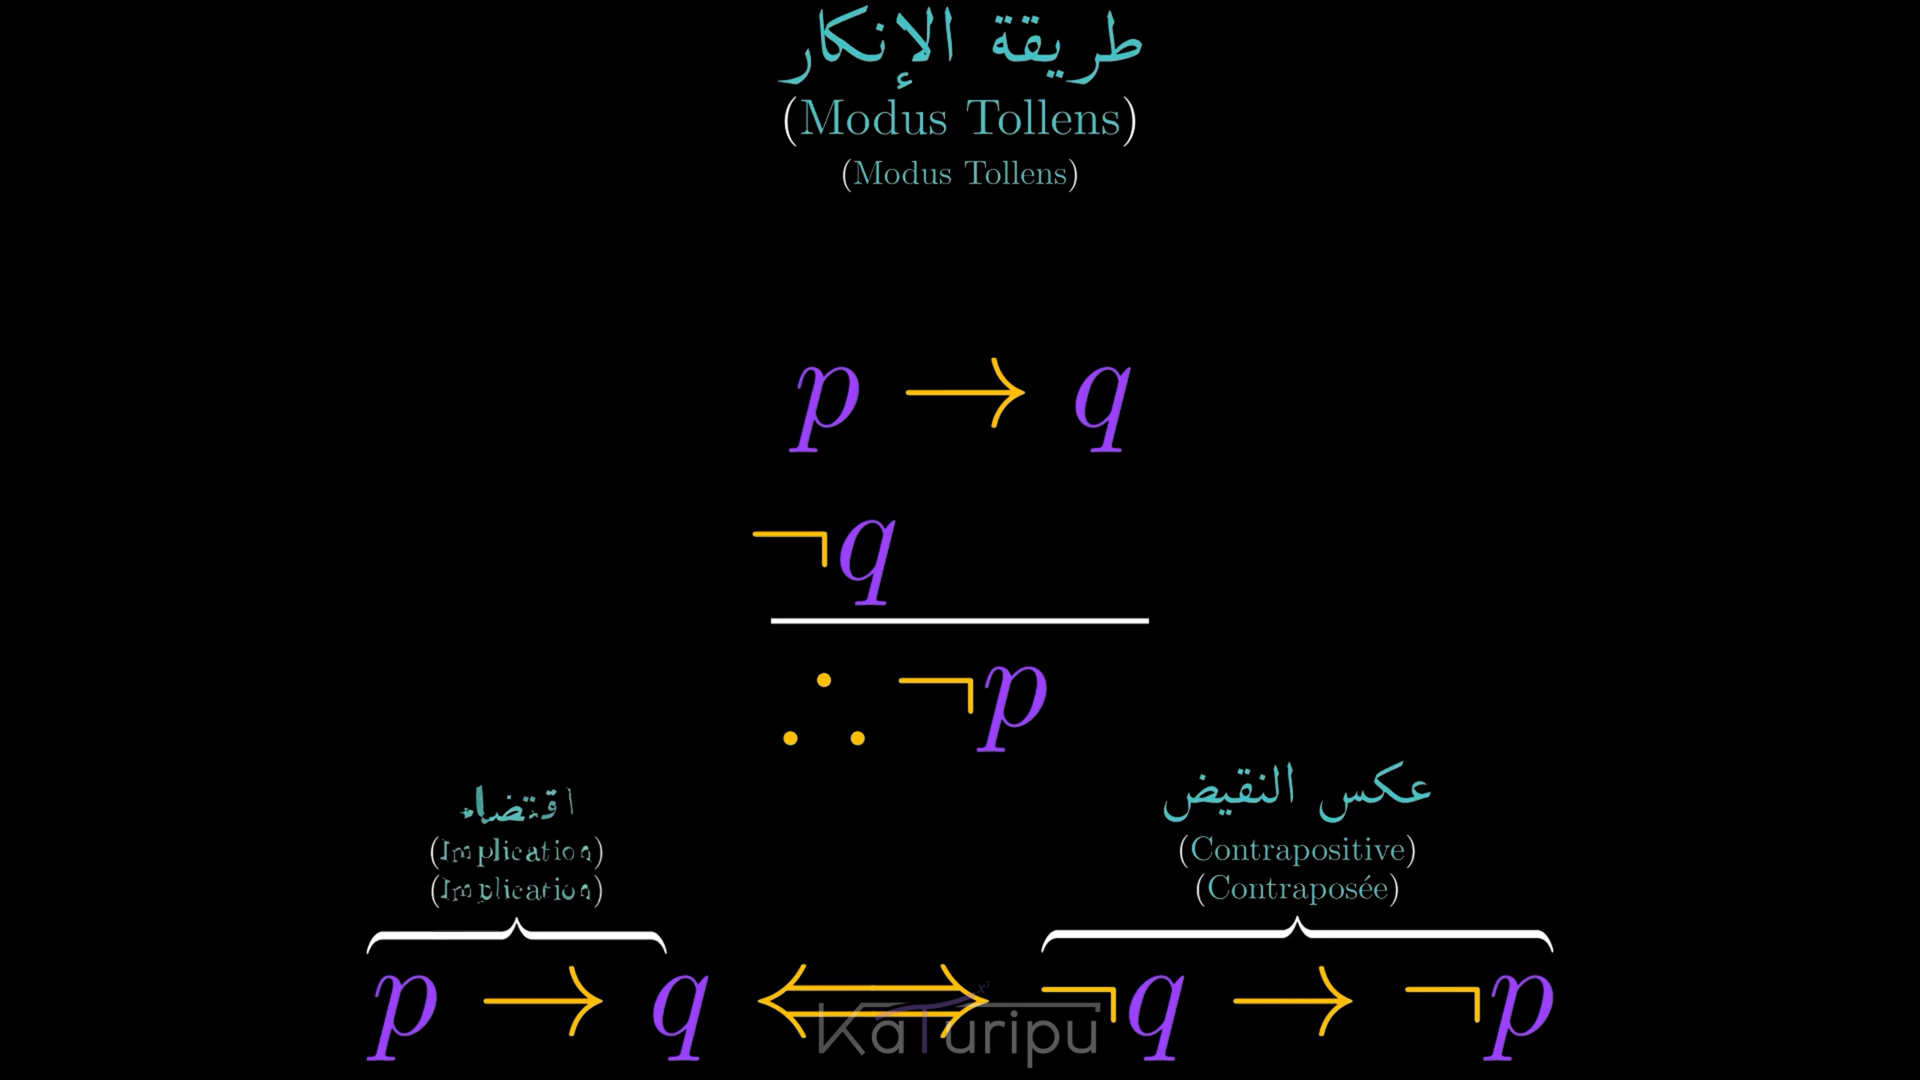 طريقة الإنكار
(Modus Tollens)
(Modus Tollens)
p → q
¬q
∴ ¬p
اقتضاء
(Implication)
(Implication)
عكس النقيض
(Contrapositive)
(Contraposée)
p → q ⟺ ¬q → ¬p
KaTuripu